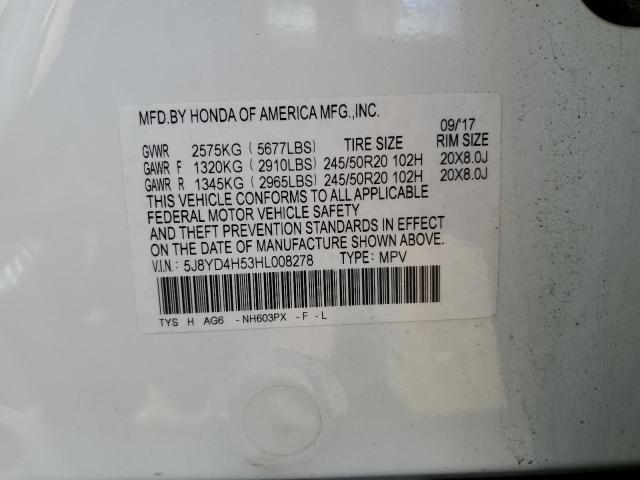 MFD.BY HONDA OF AMERICA MFG.,INC.
09/'17
GVWR 2575KG (5677LBS) TIRE SIZE RIM SIZE
GAWR F 1320KG (2910LBS) 245/50R20 102H 20X8.0J
GAWR R 1345KG (2965LBS) 245/50R20 102H 20X8.0J
THIS VEHICLE CONFORMS TO ALL APPLICABLE
FEDERAL MOTOR VEHICLE SAFETY
AND THEFT PREVENTION STANDARDS IN EFFECT
ON THE DATE OF MANUFACTURE SHOWN ABOVE.
V.I.N.: 5J8YD4H53HL008278 TYPE: MPV
TYS H AG6 -NH603PX -F -L